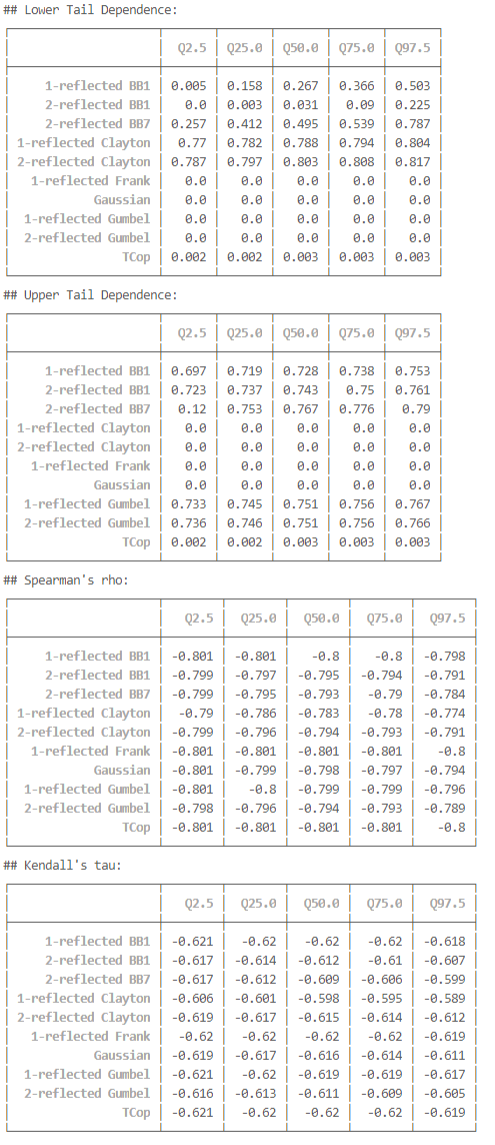 ## Lower Tail Dependence:
Q2.5 Q25.0 Q50.0 Q75.0 Q97.5
1-reflected BB1 0.005 0.158 0.267 0.366 0.503
2-reflected BB1 0.0 0.003 0.031 0.09 0.225
2-reflected BB7 0.257 0.412 0.495 0.539 0.787
1-reflected Clayton 0.77 0.782 0.788 0.794 0.804
2-reflected Clayton 0.787 0.797 0.803 0.808 0.817
1-reflected Frank 0.0 0.0 0.0 0.0 0.0
Gaussian 0.0 0.0 0.0 0.0 0.0
1-reflected Gumbel 0.0 0.0 0.0 0.0 0.0
2-reflected Gumbel 0.0 0.0 0.0 0.0 0.0
TCop 0.002 0.002 0.003 0.003 0.003
## Upper Tail Dependence:
Q2.5 Q25.0 Q50.0 Q75.0 Q97.5
1-reflected BB1 0.697 0.719 0.728 0.738 0.753
2-reflected BB1 0.723 0.737 0.743 0.75 0.761
2-reflected BB7 0.12 0.753 0.767 0.776 0.79
1-reflected Clayton 0.0 0.0 0.0 0.0 0.0
2-reflected Clayton 0.0 0.0 0.0 0.0 0.0
1-reflected Frank 0.0 0.0 0.0 0.0 0.0
Gaussian 0.0 0.0 0.0 0.0 0.0
1-reflected Gumbel 0.733 0.745 0.751 0.756 0.767
2-reflected Gumbel 0.736 0.746 0.751 0.756 0.766
TCop 0.002 0.002 0.003 0.003 0.003
## Spearman's rho:
Q2.5 Q25.0 Q50.0 Q75.0 Q97.5
1-reflected BB1 -0.801 -0.801 -0.8 -0.8 -0.798
2-reflected BB1 -0.799 -0.797 -0.795 -0.794 -0.791
2-reflected BB7 -0.799 -0.795 -0.793 -0.79 -0.784
1-reflected Clayton -0.79 -0.786 -0.783 -0.78 -0.774
2-reflected Clayton -0.799 -0.796 -0.794 -0.793 -0.791
1-reflected Frank -0.801 -0.801 -0.801 -0.801 -0.8
Gaussian -0.801 -0.799 -0.798 -0.797 -0.794
1-reflected Gumbel -0.801 -0.8 -0.799 -0.799 -0.796
2-reflected Gumbel -0.798 -0.796 -0.794 -0.793 -0.789
TCop -0.801 -0.801 -0.801 -0.801 -0.8
## Kendall's tau:
Q2.5 Q25.0 Q50.0 Q75.0 Q97.5
1-reflected BB1 -0.621 -0.62 -0.62 -0.62 -0.618
2-reflected BB1 -0.617 -0.614 -0.612 -0.61 -0.607
2-reflected BB7 -0.617 -0.612 -0.609 -0.606 -0.599
1-reflected Clayton -0.606 -0.601 -0.598 -0.595 -0.589
2-reflected Clayton -0.619 -0.617 -0.615 -0.614 -0.612
1-reflected Frank -0.62 -0.62 -0.62 -0.62 -0.619
Gaussian -0.619 -0.617 -0.616 -0.614 -0.611
1-reflected Gumbel -0.621 -0.62 -0.619 -0.619 -0.617
2-reflected Gumbel -0.616 -0.613 -0.611 -0.609 -0.605
TCop -0.621 -0.62 -0.62 -0.62 -0.619